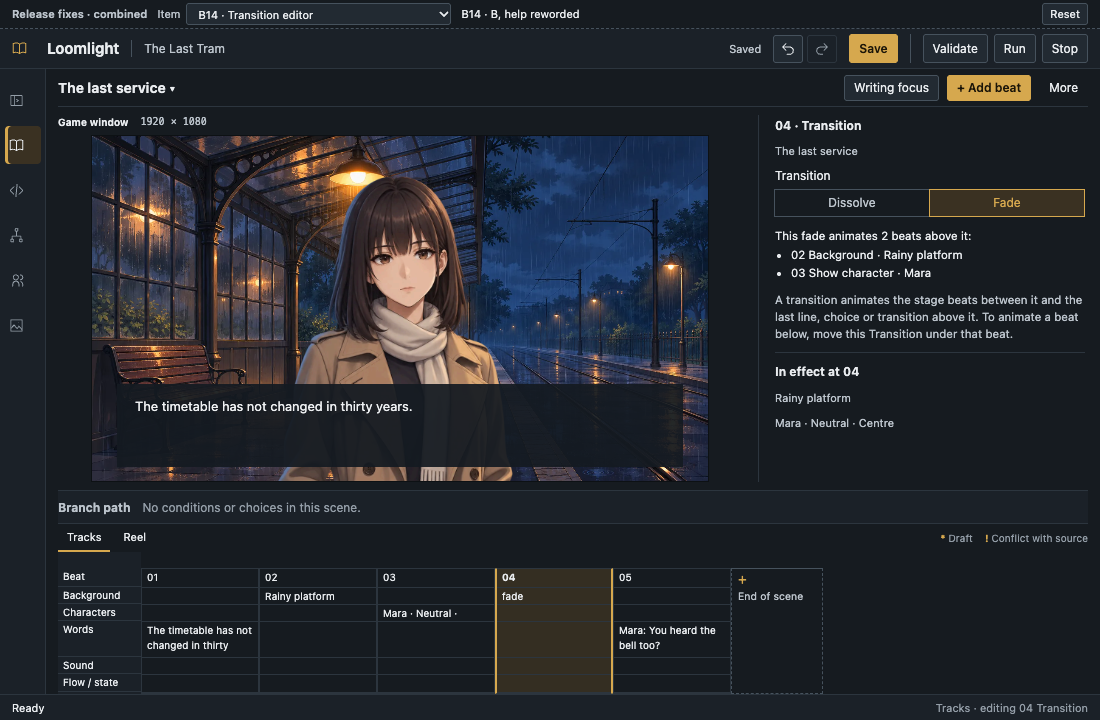 Release fixes · combined Item B14 · Transition editor B14 · B, help reworded Reset
Loomlight The Last Tram Saved Save Validate Run Stop
The last service ▾ Writing focus + Add beat More
Game window 1920 × 1080
04 · Transition
The last service
Transition
Dissolve Fade
This fade animates 2 beats above it:
• 02 Background · Rainy platform
• 03 Show character · Mara
A transition animates the stage beats between it and the
last line, choice or transition above it. To animate a beat
below, move this Transition under that beat.
In effect at 04
Rainy platform
Mara · Neutral · Centre
The timetable has not changed in thirty years.
Branch path No conditions or choices in this scene.
Tracks Reel * Draft ! Conflict with source
Beat 01 02 03 04 05 +
Background Rainy platform fade End of scene
Characters Mara · Neutral ·
Words The timetable has not Mara: You heard the
changed in thirty bell too?
Sound
Flow / state
Ready Tracks · editing 04 Transition